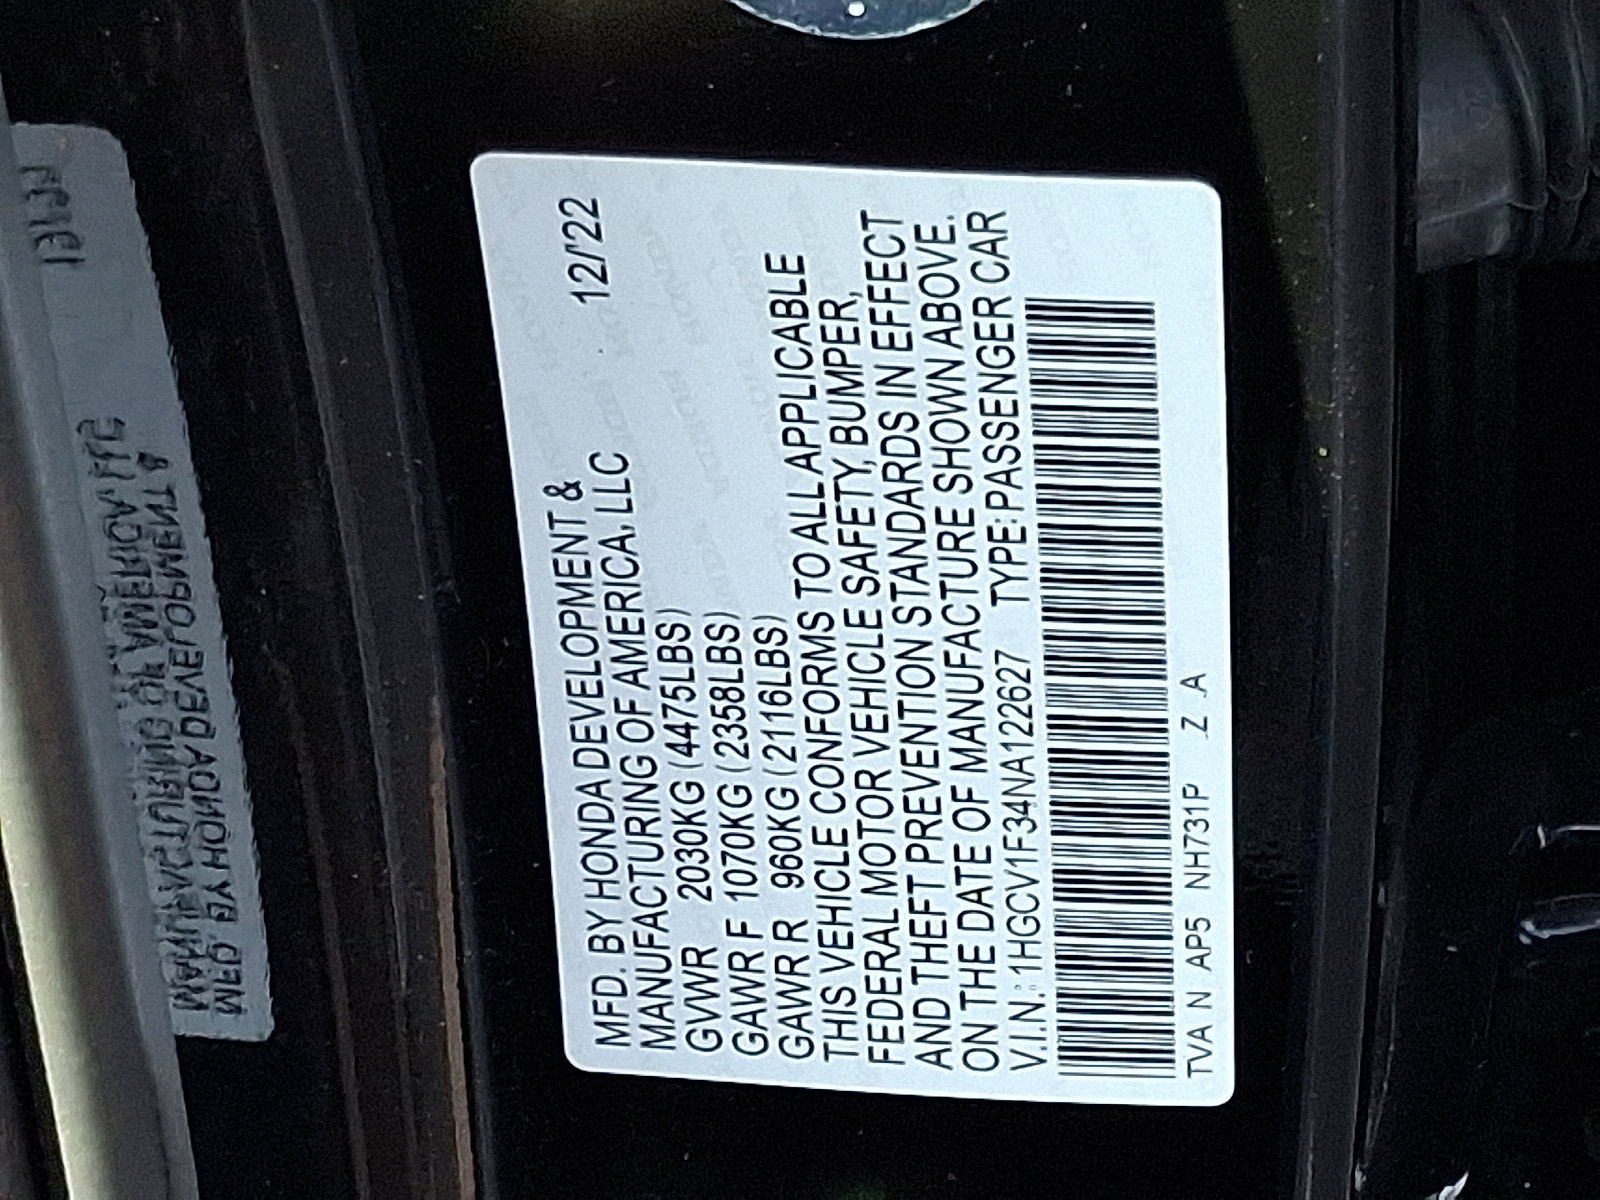 MFD. BY HONDA DEVELOPMENT &
MANUFACTURING OF AMERICA, LLC 12/'22
GVWR 2030KG (4475LBS)
GAWR F 1070KG (2358LBS)
GAWR R 960KG (2116LBS)
THIS VEHICLE CONFORMS TO ALL APPLICABLE
FEDERAL MOTOR VEHICLE SAFETY, BUMPER,
AND THEFT PREVENTION STANDARDS IN EFFECT
ON THE DATE OF MANUFACTURE SHOWN ABOVE.
V.I.N.: 1HGCV1F34NA122627 TYPE: PASSENGER CAR
TVA N AP5 NH731P Z A